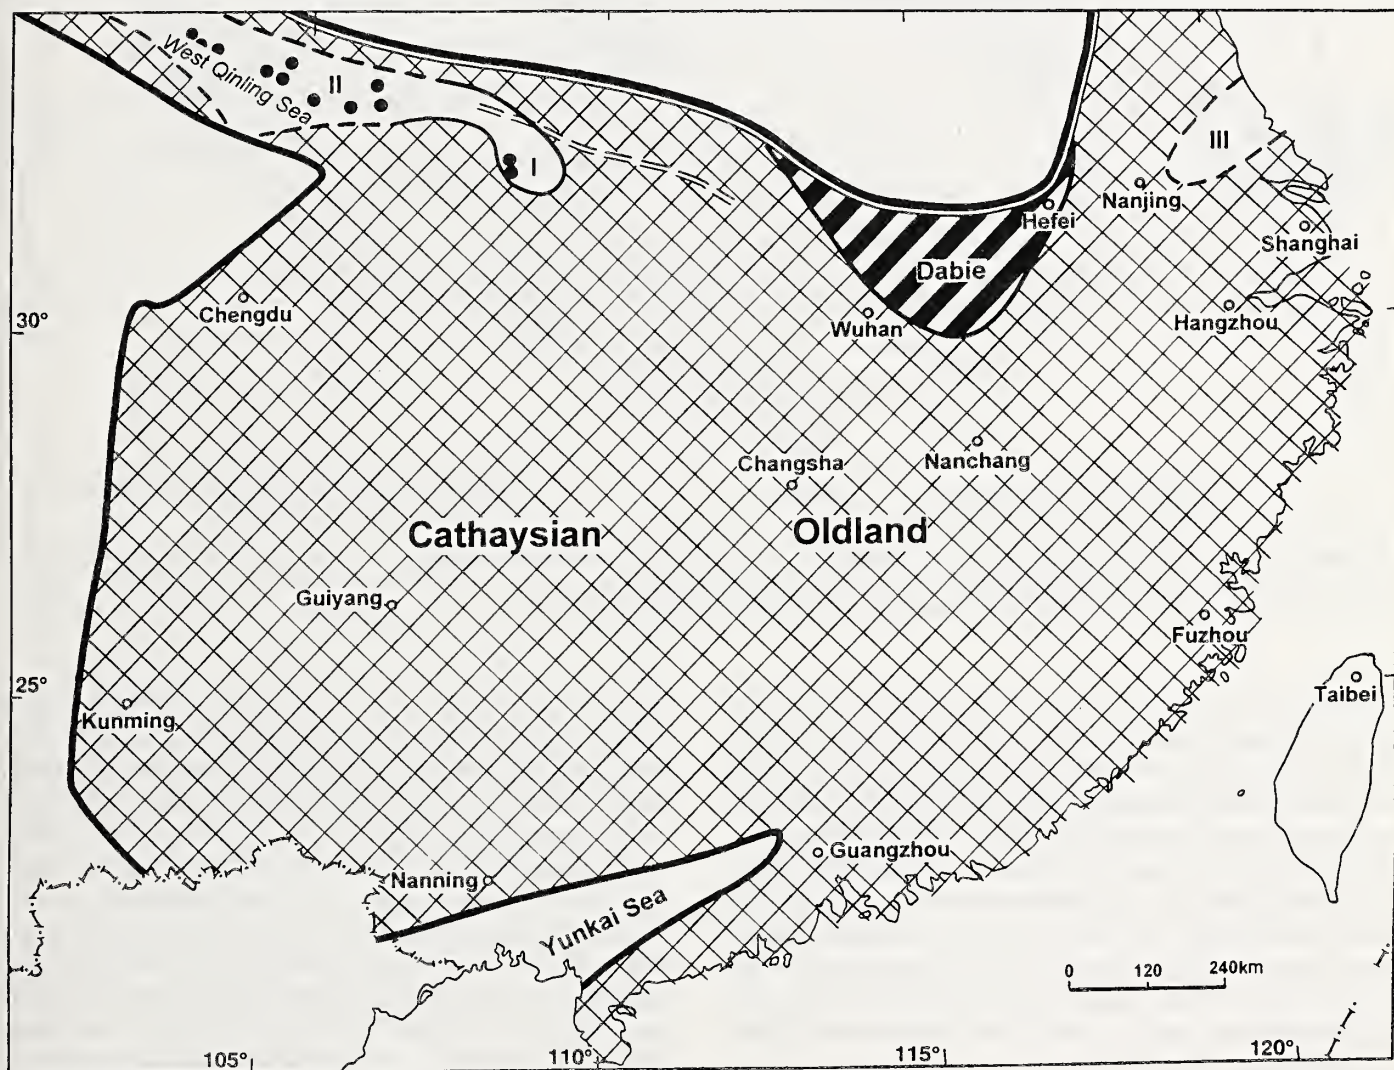 West Qinling Sea
II
I
III
Nanjing
Hefei
Shanghai
Dabie
Chengdu
30°
Wuhan
Hangzhou
Changsha
Nanchang
Cathaysian Oldland
Guiyang
Fuzhou
25°
Taibei
Kunming
Guangzhou
Nanning
Yunkai Sea
0 120 240km
105° 110° 115° 120°